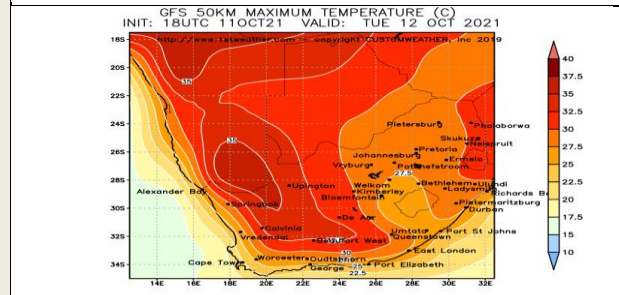 GFS 50KM MAXIMUM TEMPERATURE (C)
INIT: 18UTC 11OCT21 VALID: TUE 12 OCT 2021
http://www.1stweather.com - copyright CUSTOMWEATHER, inc 2019
18S
20S
22S
24S
26S
28S
30S
32S
34S
14E
16E
18E
20E
22E
24E
26E
28E
30E
32E
40
37.5
35
32.5
30
27.5
25
22.5
20
17.5
15
10
35
35
27.5
30
25
22.5
Pietersburg
Phalaborwa
Skukuza
Nelspruit
Pretoria
Johannesburg
Ermelo
Vryburg
Potchefstroom
Welkom
Bethlehem
Ulundi
Kimberley
Ladysmith
Richards B
Bloemfontein
Pietermaritzburg
Durban
Alexander Bay
Upington
Springbok
De Aar
Calvinia
Vredendal
Beaufort West
Umtata
Port St Johns
Queenstown
East London
Worcester
Oudtshoorn
Cape Town
George
Port Elizabeth